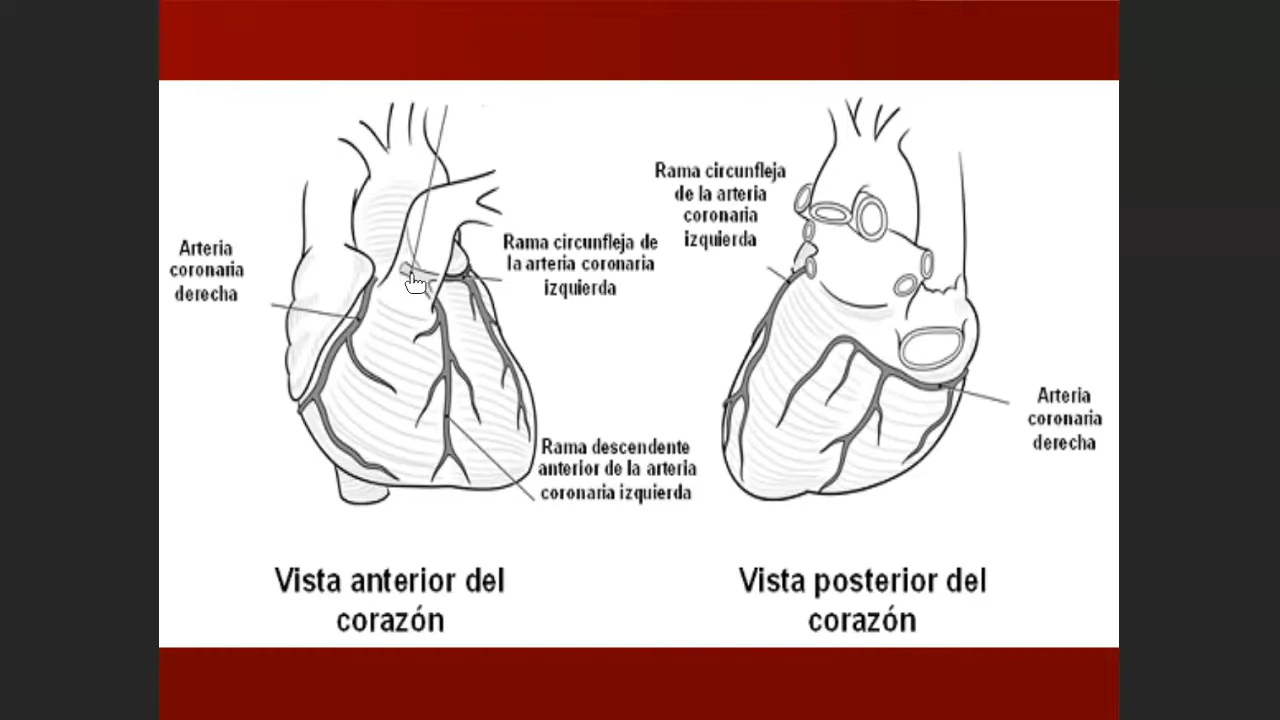 Arteria
coronaria
derecha
Rama circunfleja de
la arteria coronaria
izquierda
Rama descendente
anterior de la arteria
coronaria izquierda
Vista anterior del
corazón
Rama circunfleja
de la arteria
coronaria
izquierda
Arteria
coronaria
derecha
Vista posterior del
corazón